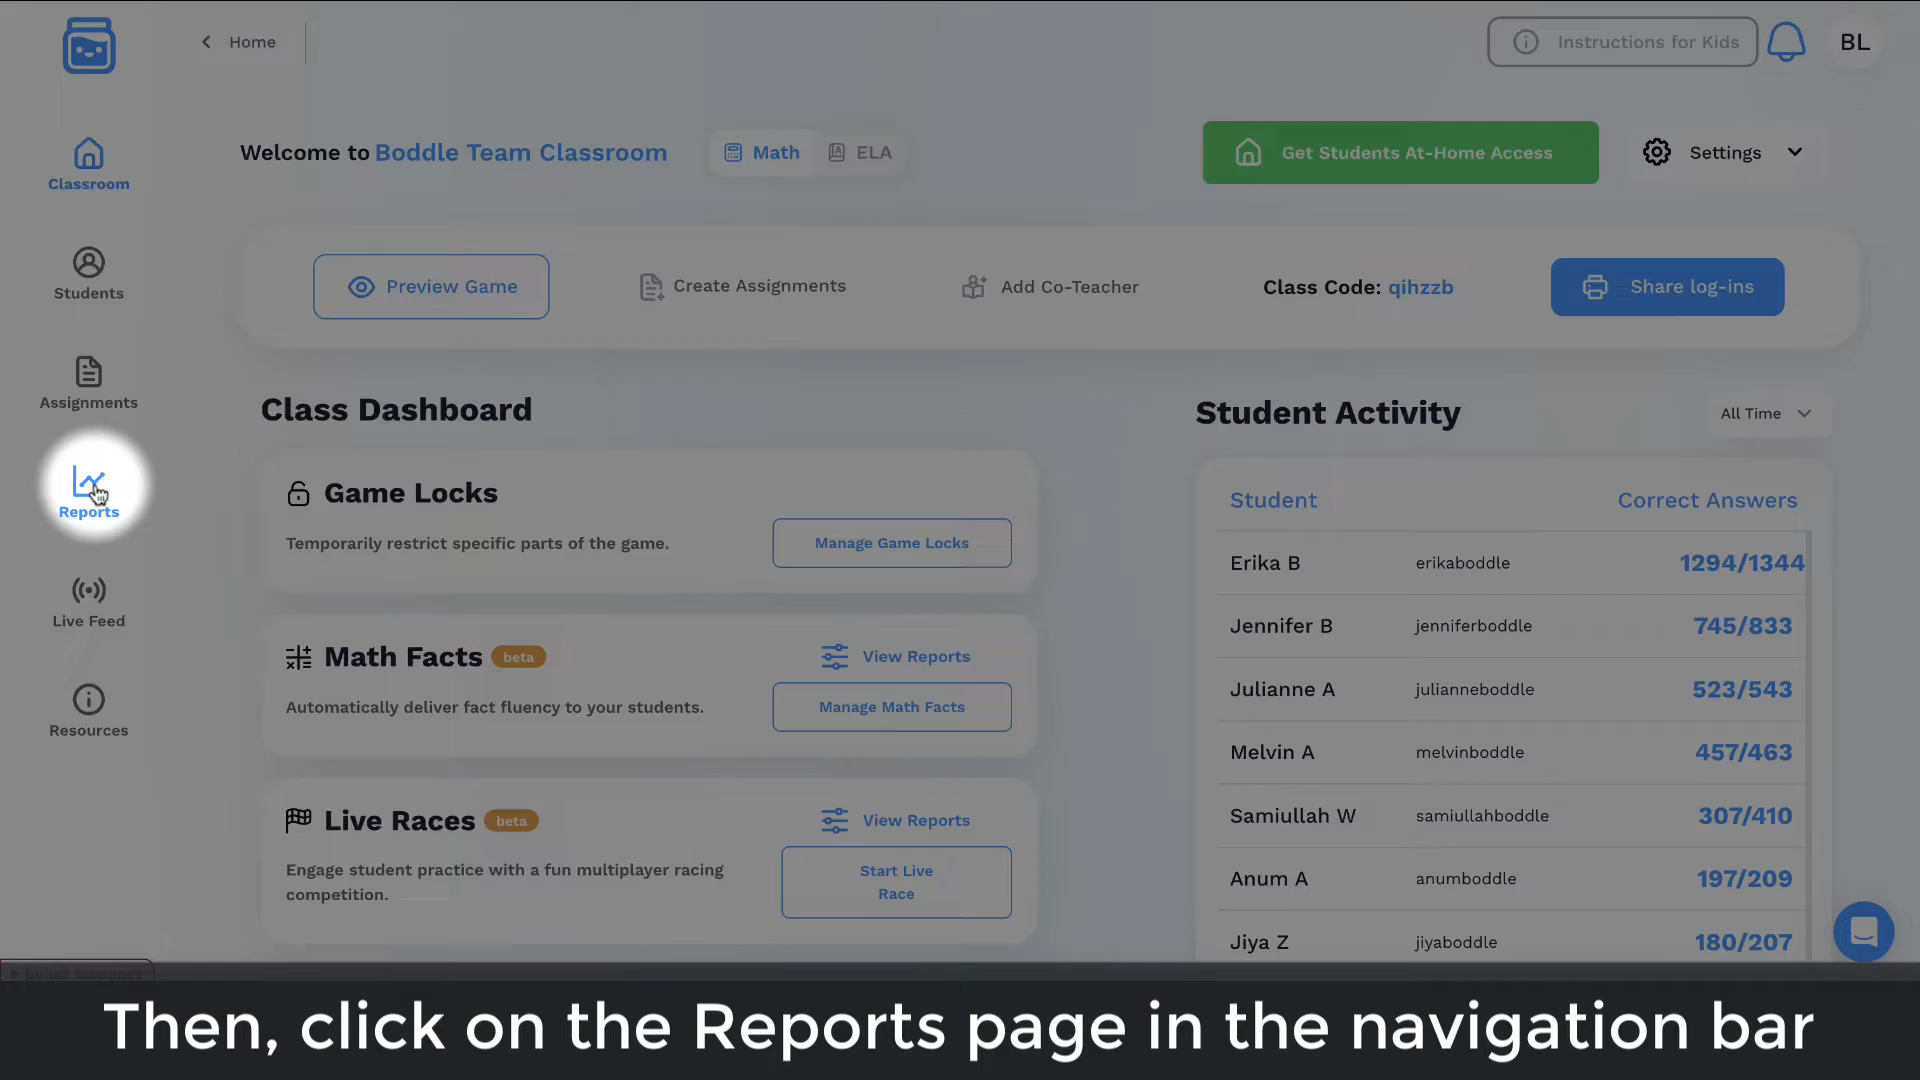 Home
Instructions for Kids
BL
Welcome to Boddle Team Classroom
Math
ELA
Get Students At-Home Access
Settings
Classroom
Students
Assignments
Reports
Live Feed
Resources
Preview Game
Create Assignments
Add Co-Teacher
Class Code: qihzzb
Share log-ins
Class Dashboard
Game Locks
Temporarily restrict specific parts of the game.
Manage Game Locks
Math Facts beta
View Reports
Automatically deliver fact fluency to your students.
Manage Math Facts
Live Races beta
View Reports
Engage student practice with a fun multiplayer racing
competition.
Start Live
Race
Student Activity
All Time
Student Correct Answers
Erika B erikaboddle 1294/1344
Jennifer B jenniferboddle 745/833
Julianne A julianneboddle 523/543
Melvin A melvinboddle 457/463
Samiullah W samiullahboddle 307/410
Anum A anumboddle 197/209
Jiya Z jiyaboddle 180/207
Then, click on the Reports page in the navigation bar